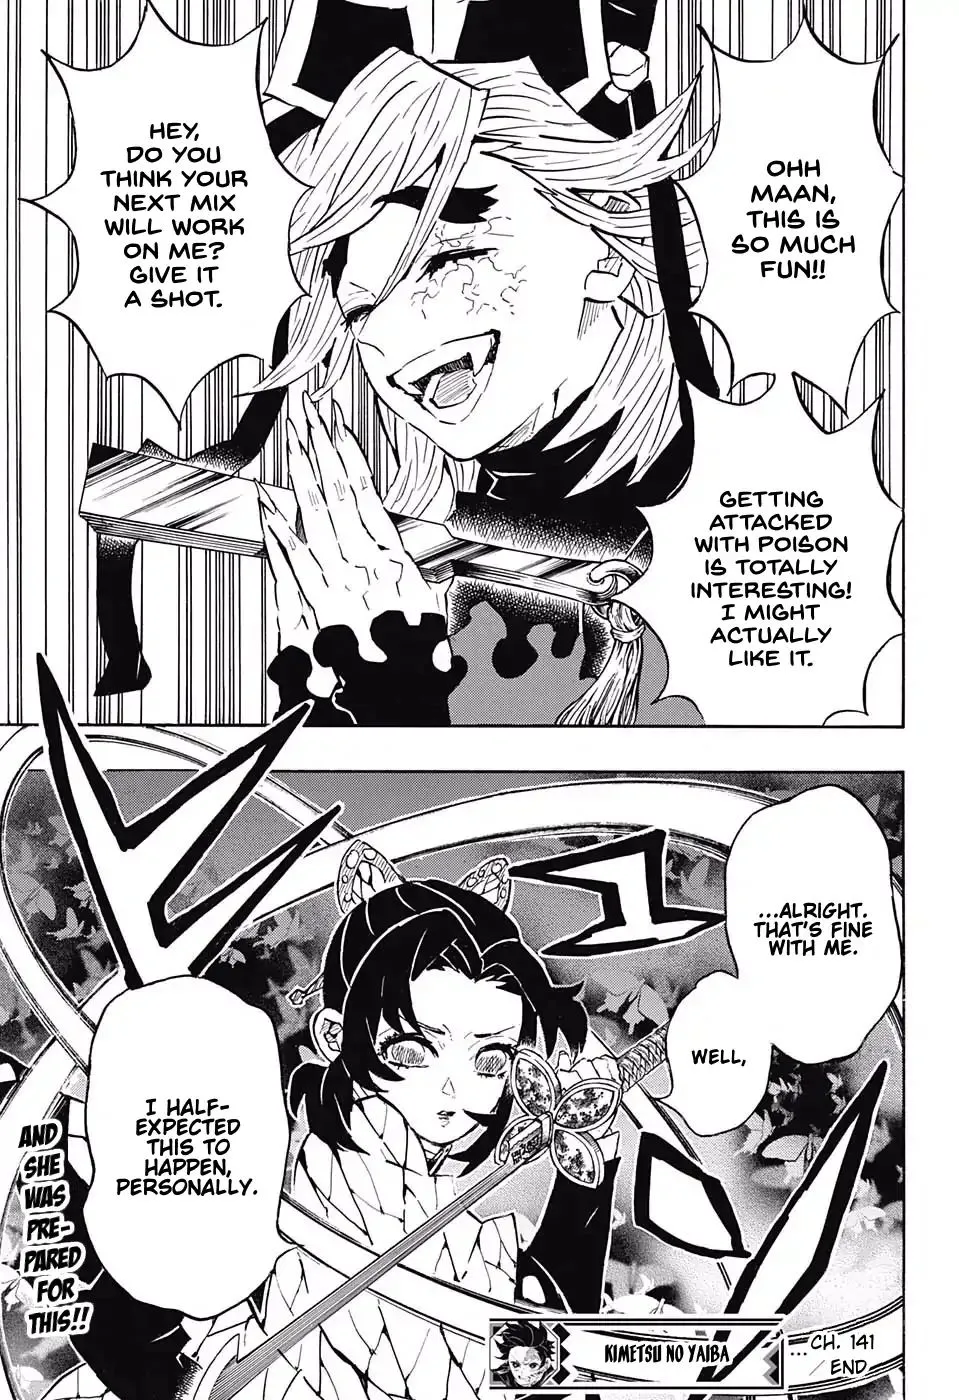 OHH
MAAN,
THIS IS
SO MUCH
FUN!!
HEY,
DO YOU
THINK YOUR
NEXT MIX
WILL WORK
ON ME?
GIVE IT
A SHOT.
GETTING
ATTACKED
WITH POISON
IS TOTALLY
INTERESTING!
I MIGHT
ACTUALLY
LIKE IT.
...ALRIGHT.
THAT'S FINE
WITH ME.
WELL,
I HALF-
EXPECTED
THIS TO
HAPPEN,
PERSONALLY.
AND
SHE
WAS
PRE-
PARED
FOR
THIS!!
KIMETSU NO YAIBA
...CH. 141
END